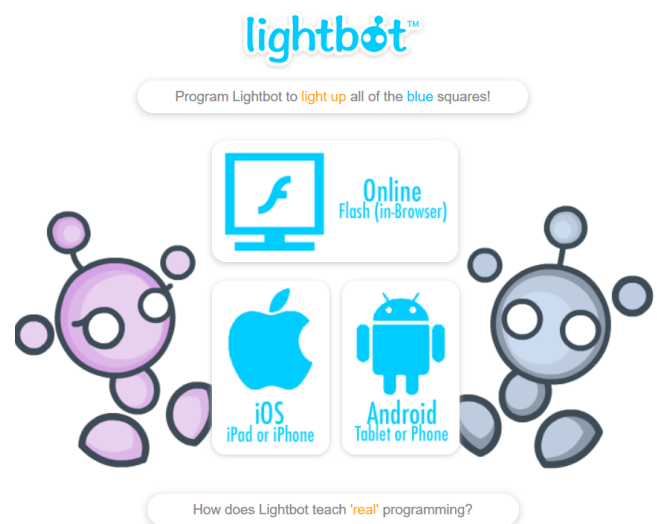 lightbot™
Program Lightbot to light up all of the blue squares!
Online
Flash (in-Browser)
iOS
iPad or iPhone
Android
Tablet or Phone
How does Lightbot teach 'real' programming?